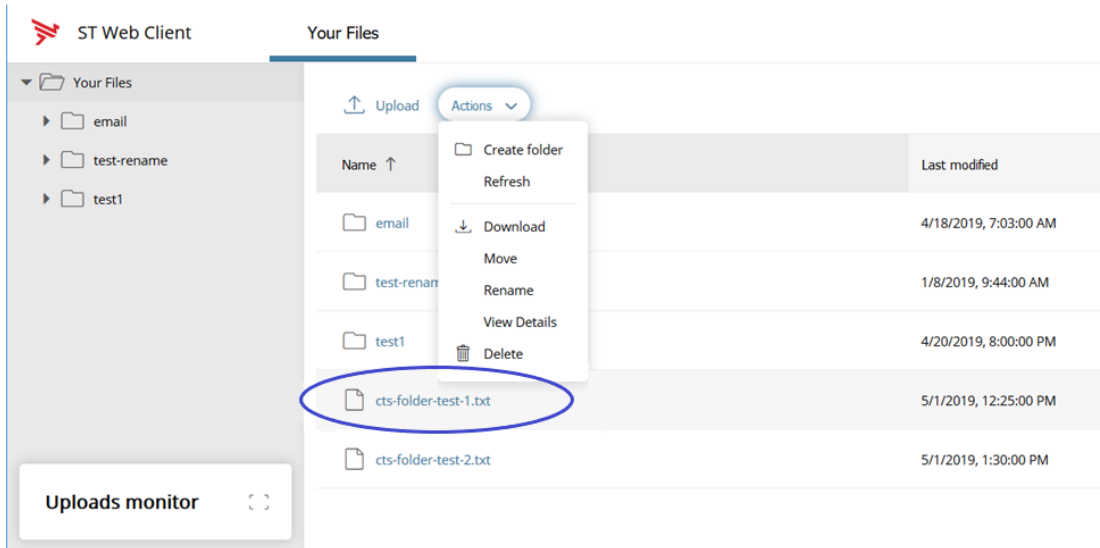 ST Web Client
Your Files
Your Files
email
test-rename
test1
Uploads monitor
Upload
Actions
Create folder
Refresh
Download
Move
Rename
View Details
Delete
Name ↑ Last modified
email 4/18/2019, 7:03:00 AM
test-renam 1/8/2019, 9:44:00 AM
test1 4/20/2019, 8:00:00 PM
cts-folder-test-1.txt 5/1/2019, 12:25:00 PM
cts-folder-test-2.txt 5/1/2019, 1:30:00 PM